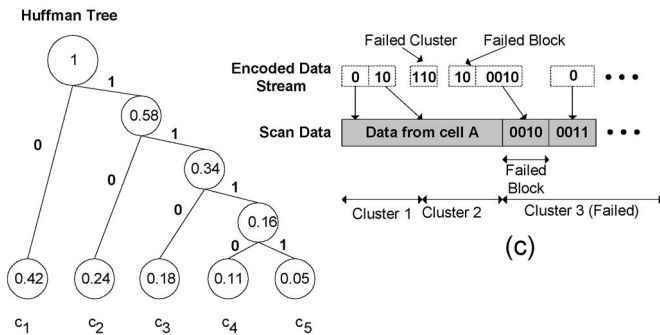 Huffman Tree
1
1
0.58
0
1
0.34
0
1
0
0.16
0
1
0.42
0.24
0.18
0.11
0.05
c1
c2
c3
c4
c5
Failed Cluster
Failed Block
Encoded Data
Stream
0 10 110 10 0010 0 • • •
Scan Data
Data from cell A 0010 0011 • • •
Failed
Block
Cluster 1 Cluster 2 Cluster 3 (Failed)
(c)